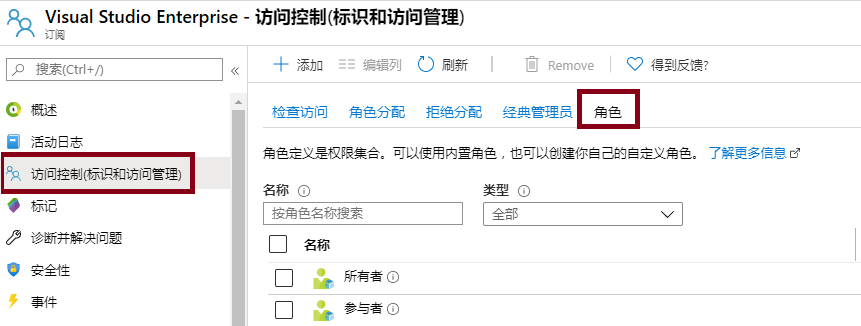 Visual Studio Enterprise - 访问控制(标识和访问管理)
订阅
搜索(Ctrl+/)
«
添加 编辑列 刷新 Remove 得到反馈?
概述
活动日志
访问控制(标识和访问管理)
标记
诊断并解决问题
安全性
事件
检查访问 角色分配 拒绝分配 经典管理员 角色
角色定义是权限集合。可以使用内置角色，也可以创建你自己的自定义角色。 了解更多信息
名称 类型
按角色名称搜索 全部
名称
所有者
参与者